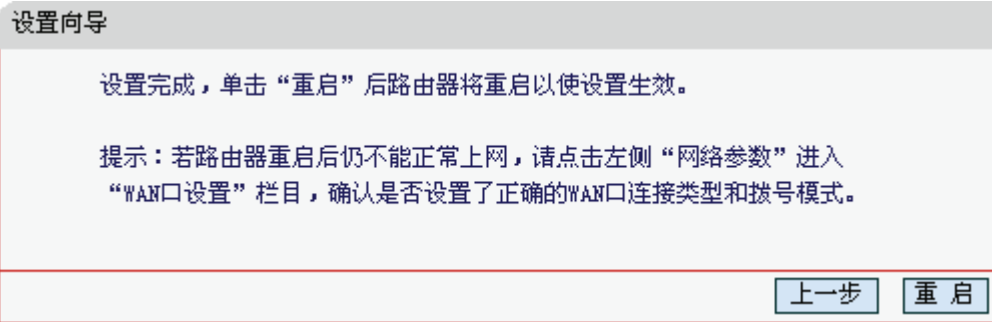 设置向导
设置完成，单击“重启”后路由器将重启以使设置生效。
提示：若路由器重启后仍不能正常上网，请点击左侧“网络参数”进入
“WAN口设置”栏目，确认是否设置了正确的WAN口连接类型和拨号模式。
上一步 重 启